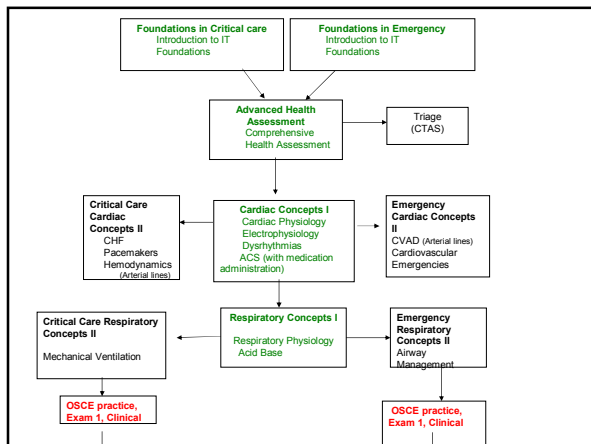 Foundations in Critical care
Introduction to IT
Foundations
Foundations in Emergency
Introduction to IT
Foundations
Advanced Health
Assessment
Comprehensive
Health Assessment
Triage
(CTAS)
Critical Care
Cardiac
Concepts II
CHF
Pacemakers
Hemodynamics
(Arterial lines)
Cardiac Concepts I
Cardiac Physiology
Electrophysiology
Dysrhythmias
ACS (with medication
administration)
Emergency
Cardiac Concepts
II
CVAD (Arterial lines)
Cardiovascular
Emergencies
Critical Care Respiratory
Concepts II
Mechanical Ventilation
Respiratory Concepts I
Respiratory Physiology
Acid Base
Emergency
Respiratory
Concepts II
Airway
Management
OSCE practice,
Exam 1, Clinical
OSCE practice,
Exam 1, Clinical